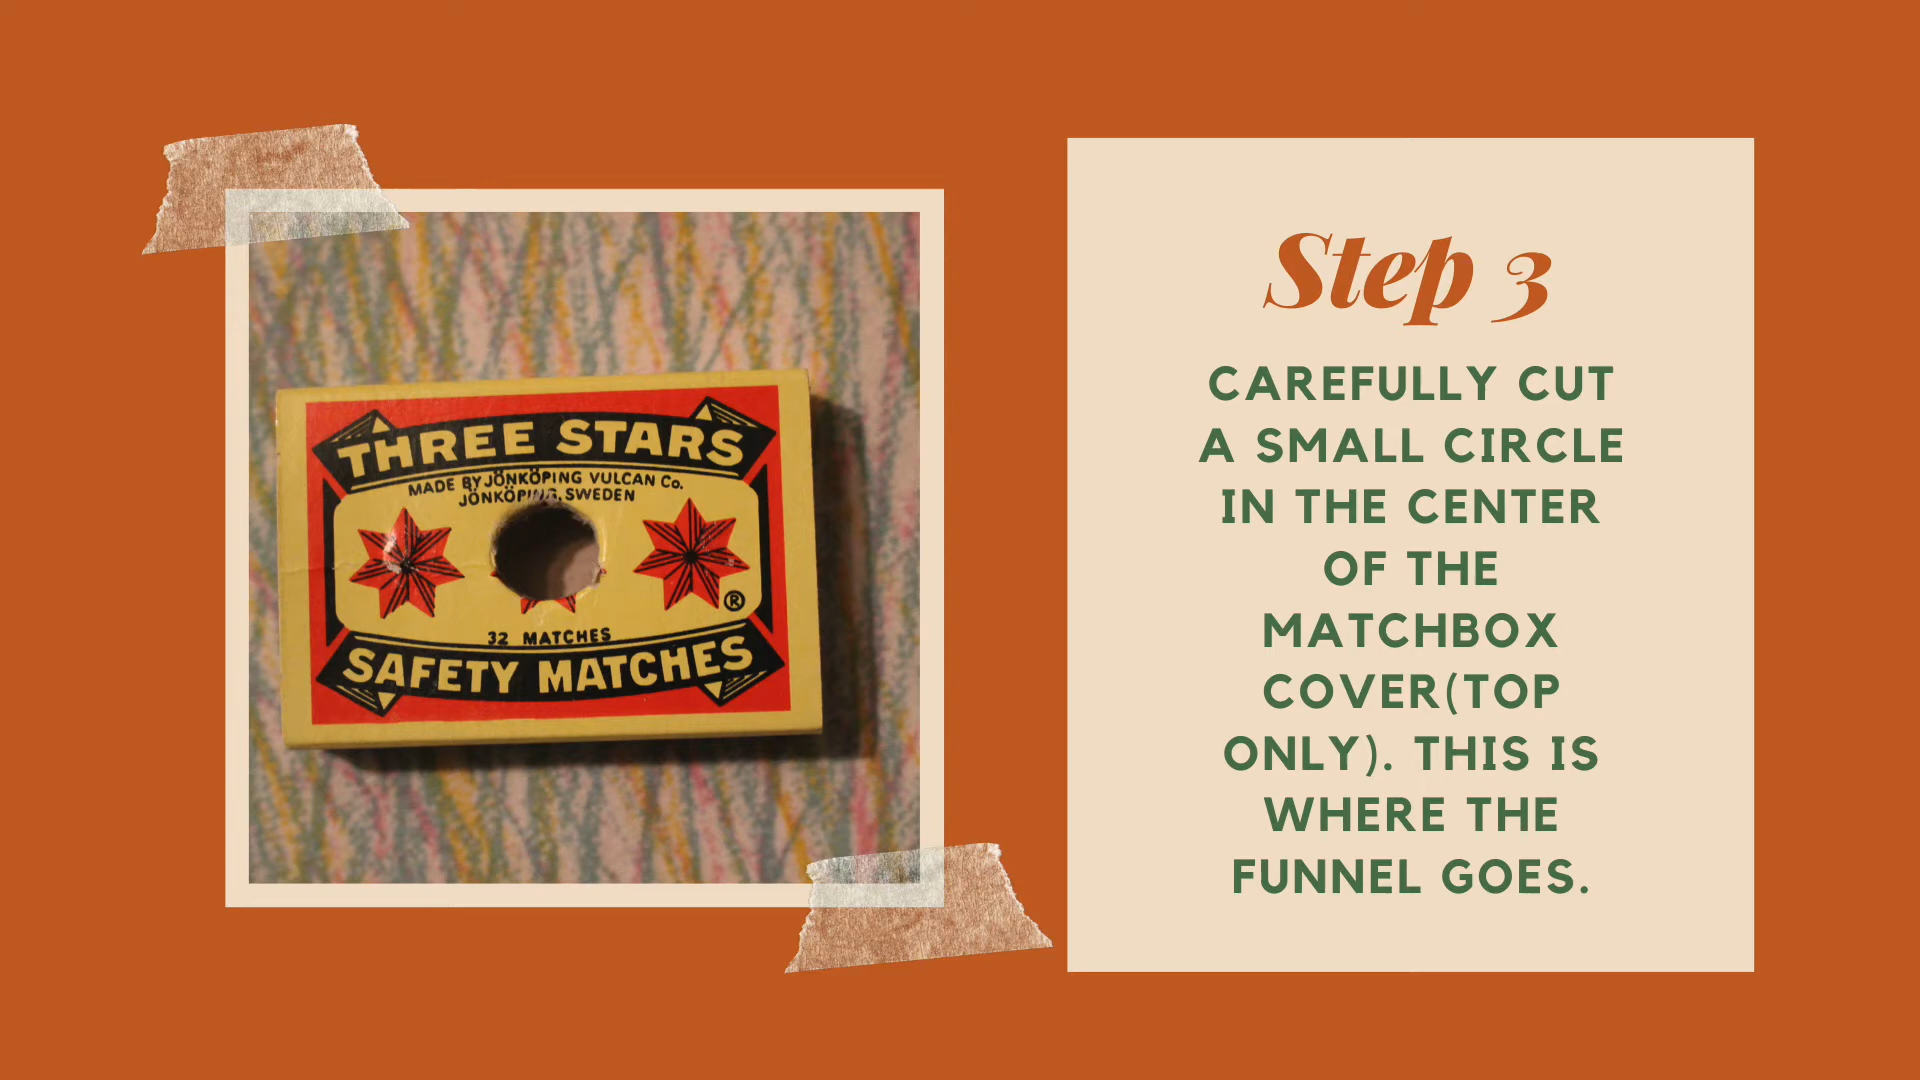 THREE STARS
MADE BY JÖNKÖPING VULCAN Co.
JÖNKÖPING, SWEDEN
®
32 MATCHES
SAFETY MATCHES
Step 3
CAREFULLY CUT
A SMALL CIRCLE
IN THE CENTER
OF THE
MATCHBOX
COVER(TOP
ONLY). THIS IS
WHERE THE
FUNNEL GOES.